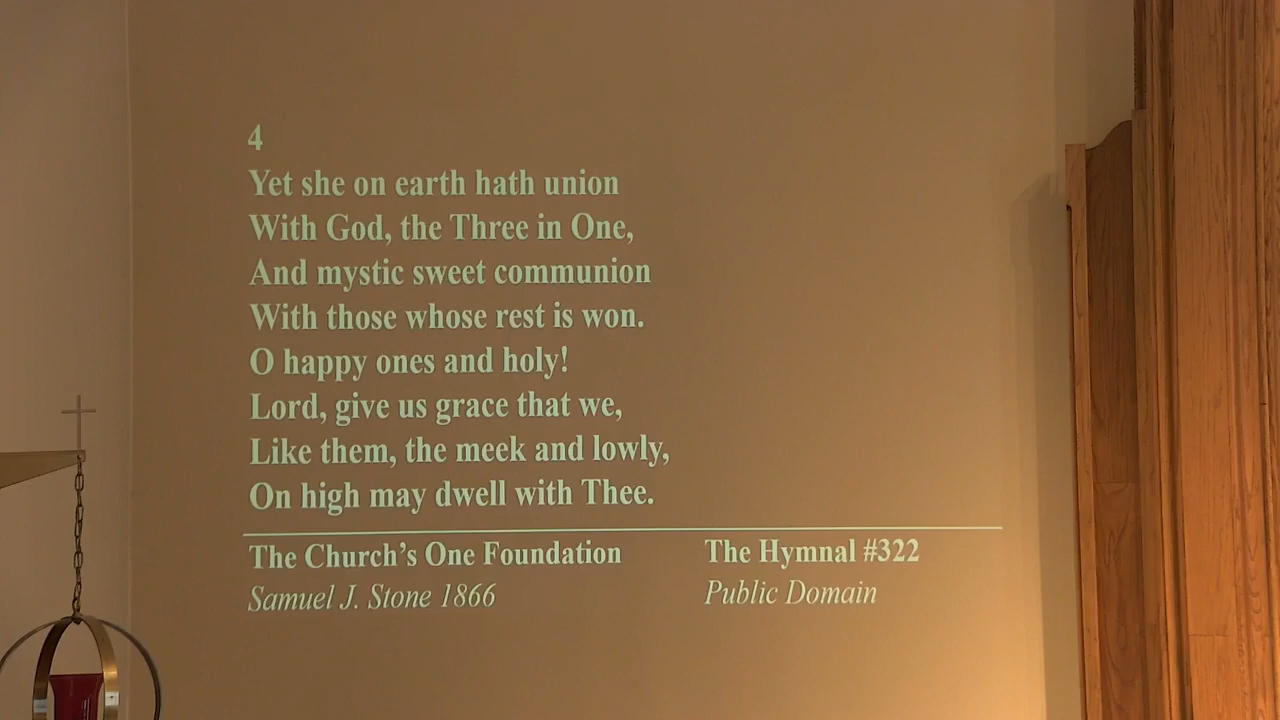 4
Yet she on earth hath union
With God, the Three in One,
And mystic sweet communion
With those whose rest is won.
O happy ones and holy!
Lord, give us grace that we,
Like them, the meek and lowly,
On high may dwell with Thee.
The Church’s One Foundation The Hymnal #322
Samuel J. Stone 1866 Public Domain